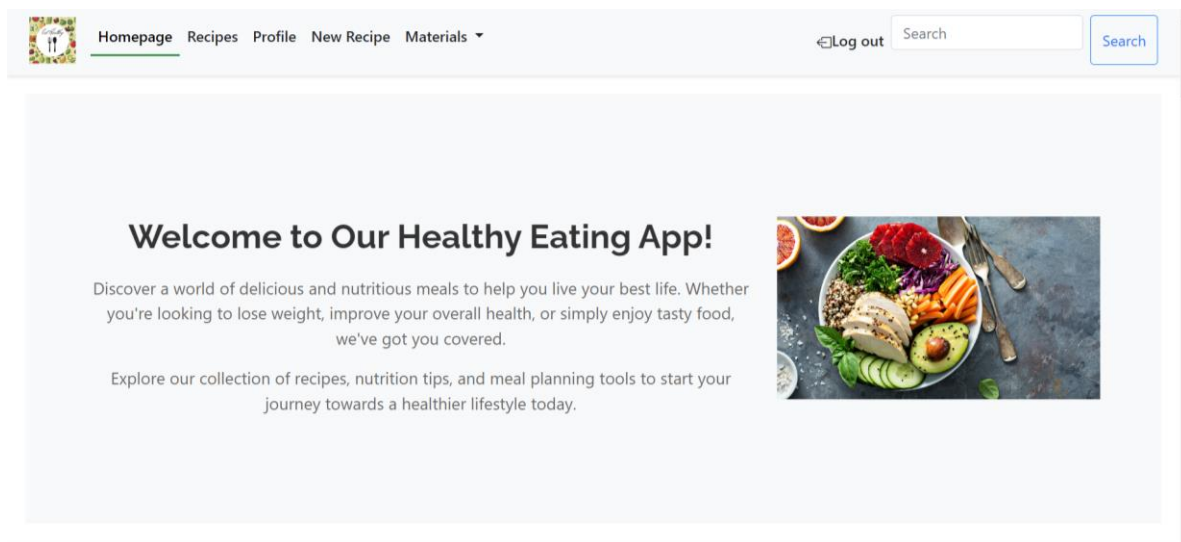 Homepage Recipes Profile New Recipe Materials Log out Search Search
Welcome to Our Healthy Eating App!
Discover a world of delicious and nutritious meals to help you live your best life. Whether
you're looking to lose weight, improve your overall health, or simply enjoy tasty food,
we've got you covered.
Explore our collection of recipes, nutrition tips, and meal planning tools to start your
journey towards a healthier lifestyle today.